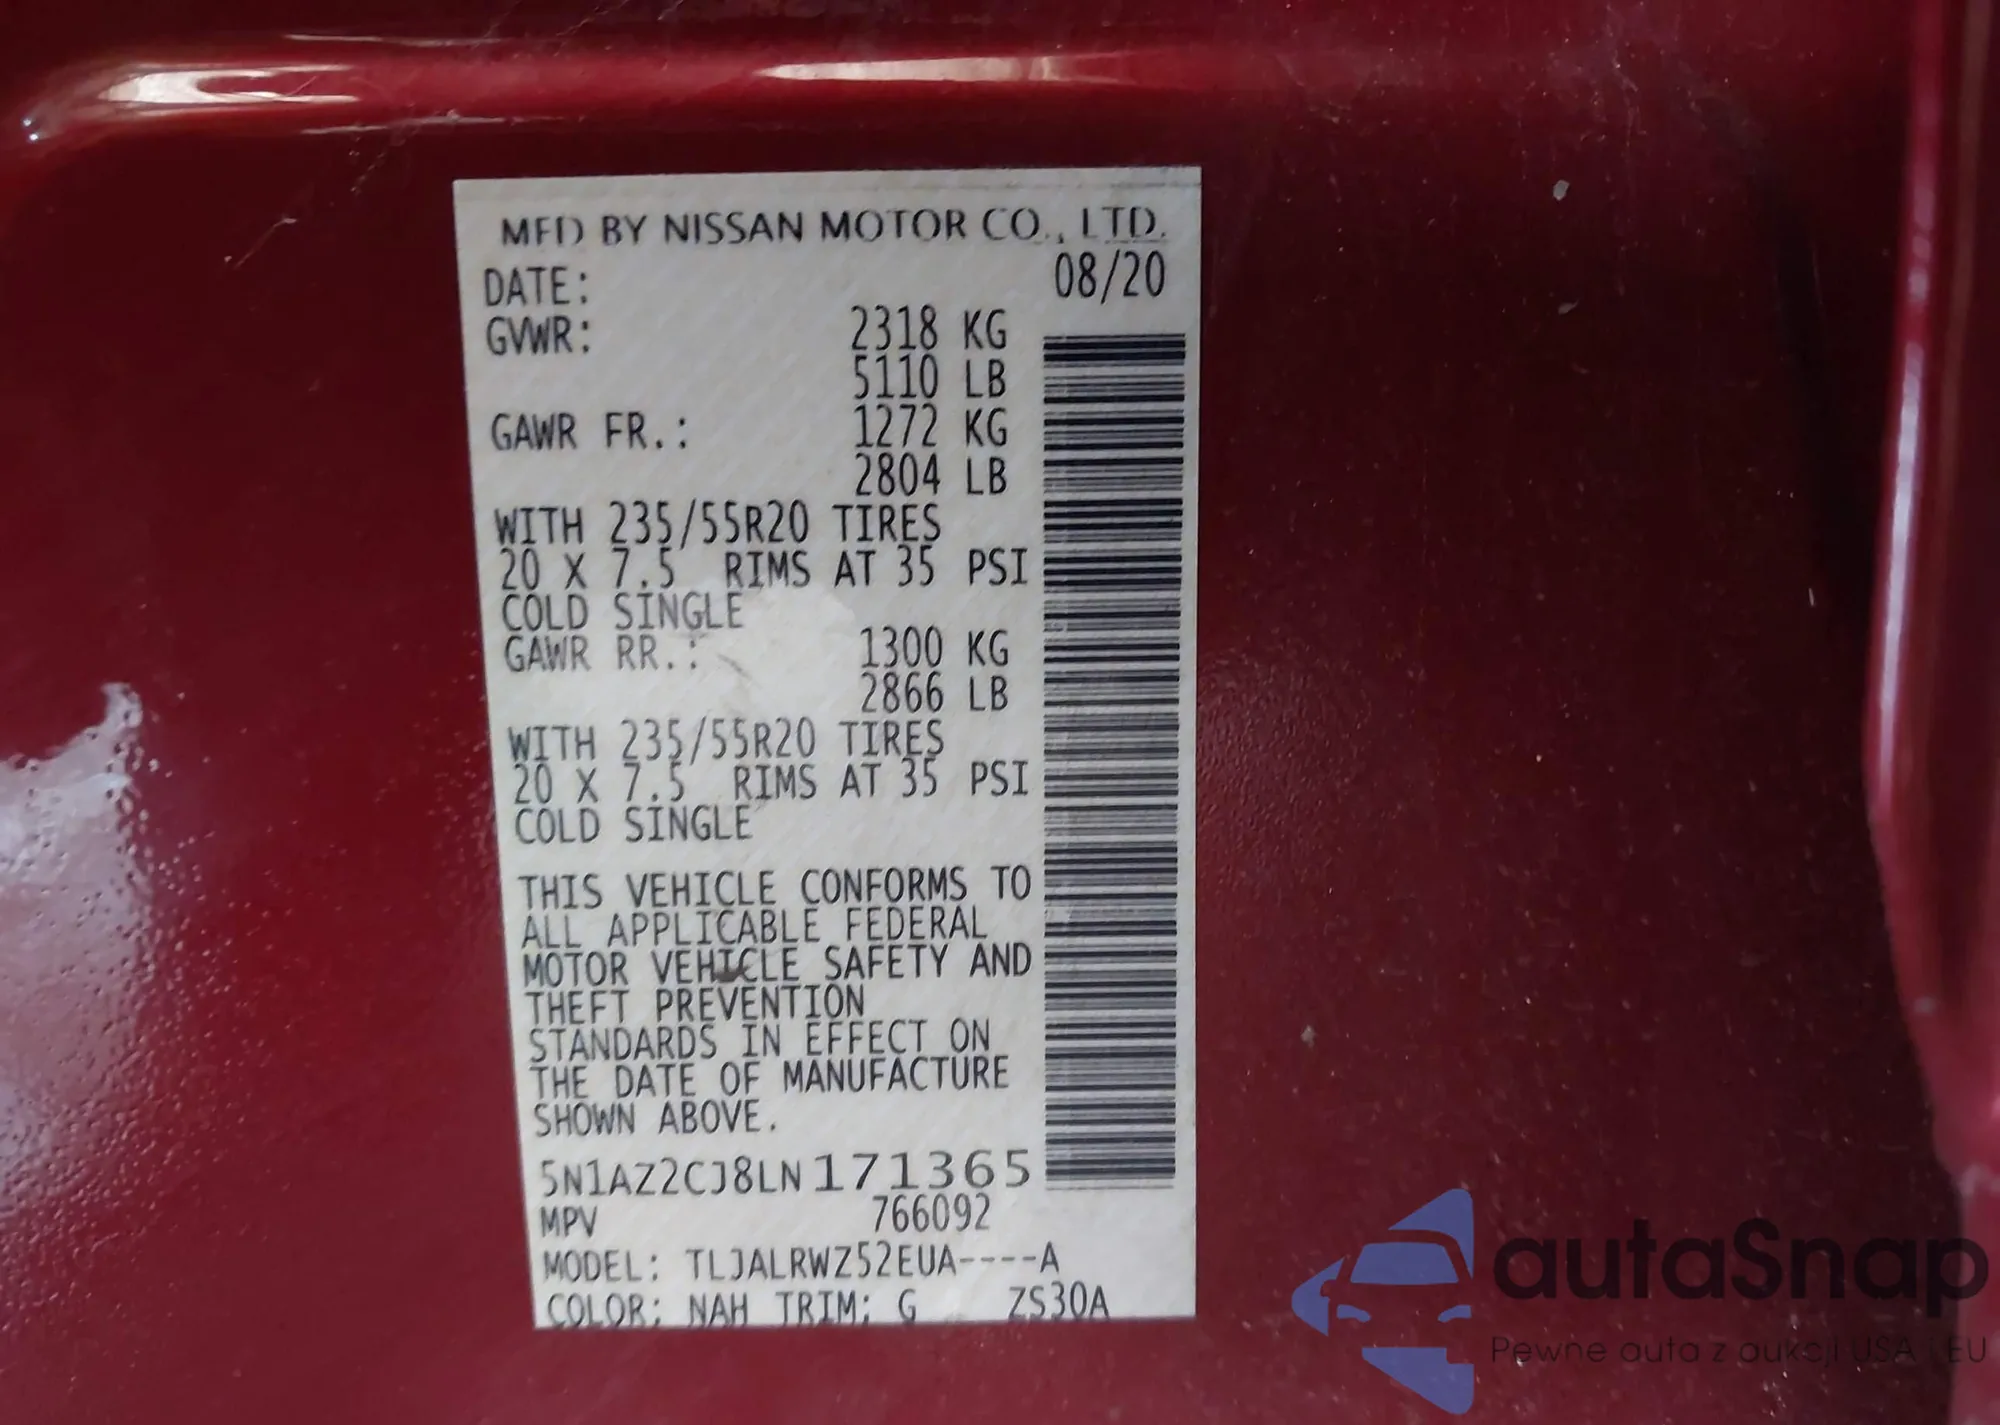 MFD BY NISSAN MOTOR CO., LTD.
DATE: 08/20
GVWR: 2318 KG
5110 LB
GAWR FR.: 1272 KG
2804 LB
WITH 235/55R20 TIRES
20 X 7.5 RIMS AT 35 PSI
COLD SINGLE
GAWR RR.: 1300 KG
2866 LB
WITH 235/55R20 TIRES
20 X 7.5 RIMS AT 35 PSI
COLD SINGLE
THIS VEHICLE CONFORMS TO
ALL APPLICABLE FEDERAL
MOTOR VEHICLE SAFETY AND
THEFT PREVENTION
STANDARDS IN EFFECT ON
THE DATE OF MANUFACTURE
SHOWN ABOVE.
5N1AZ2CJ8LN171365
MPV 766092
MODEL: TLJALRWZ52EUA----A
COLOR: NAH TRIM: G ZS30A
autaSnap
Pewne auta z aukcji USA i EU